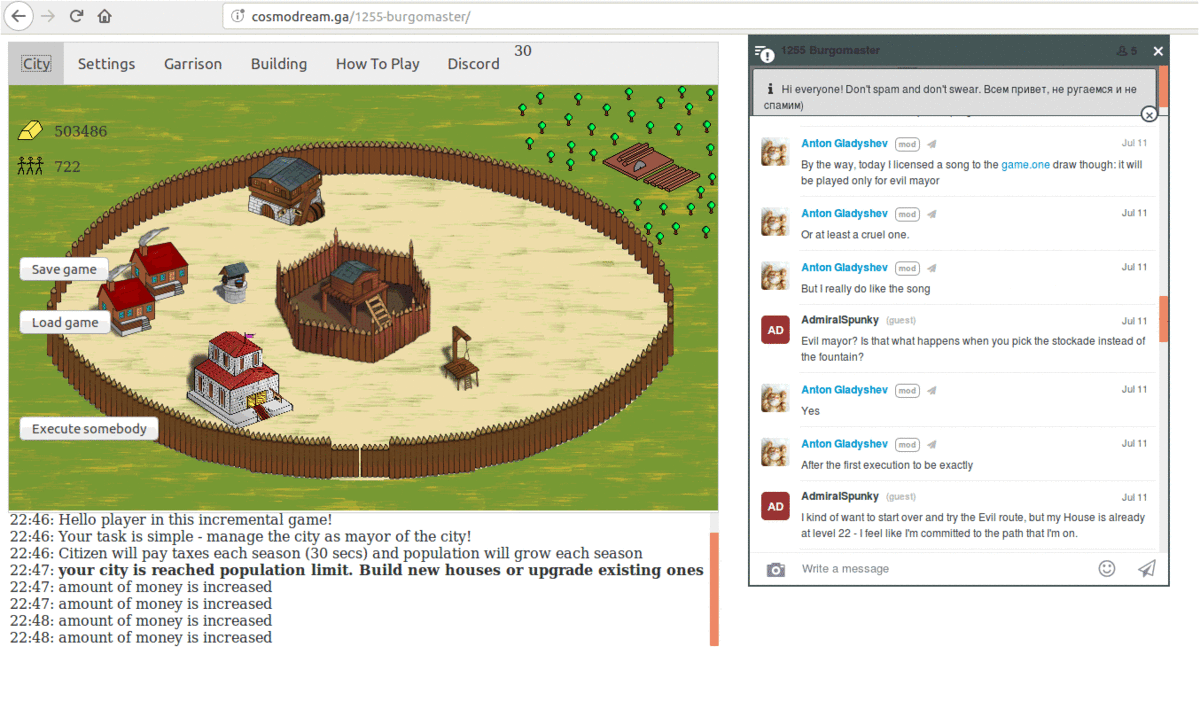 cosmodream.ga/1255-burgomaster/
City
Settings
Garrison
Building
How To Play
Discord
30
503486
722
Save game
Load game
Execute somebody
22:46: Hello player in this incremental game!
22:46: Your task is simple - manage the city as mayor of the city!
22:46: Citizen will pay taxes each season (30 secs) and population will grow each season
22:47: your city is reached population limit. Build new houses or upgrade existing ones
22:47: amount of money is increased
22:47: amount of money is increased
22:48: amount of money is increased
22:48: amount of money is increased
1255 Burgomaster
5
Hi everyone! Don't spam and don't swear. Всем привет, не ругаемся и не
спамим)
Anton Gladyshev mod Jul 11
By the way, today I licensed a song to the game.one draw though: it will
be played only for evil mayor
Anton Gladyshev mod Jul 11
Or at least a cruel one.
Anton Gladyshev mod Jul 11
But I really do like the song
AD
AdmiralSpunky (guest) Jul 11
Evil mayor? Is that what happens when you pick the stockade instead of
the fountain?
Anton Gladyshev mod Jul 11
Yes
Anton Gladyshev mod Jul 11
After the first execution to be exactly
AD
AdmiralSpunky (guest) Jul 11
I kind of want to start over and try the Evil route, but my House is already
at level 22 - I feel like I'm committed to the path that I'm on.
Write a message